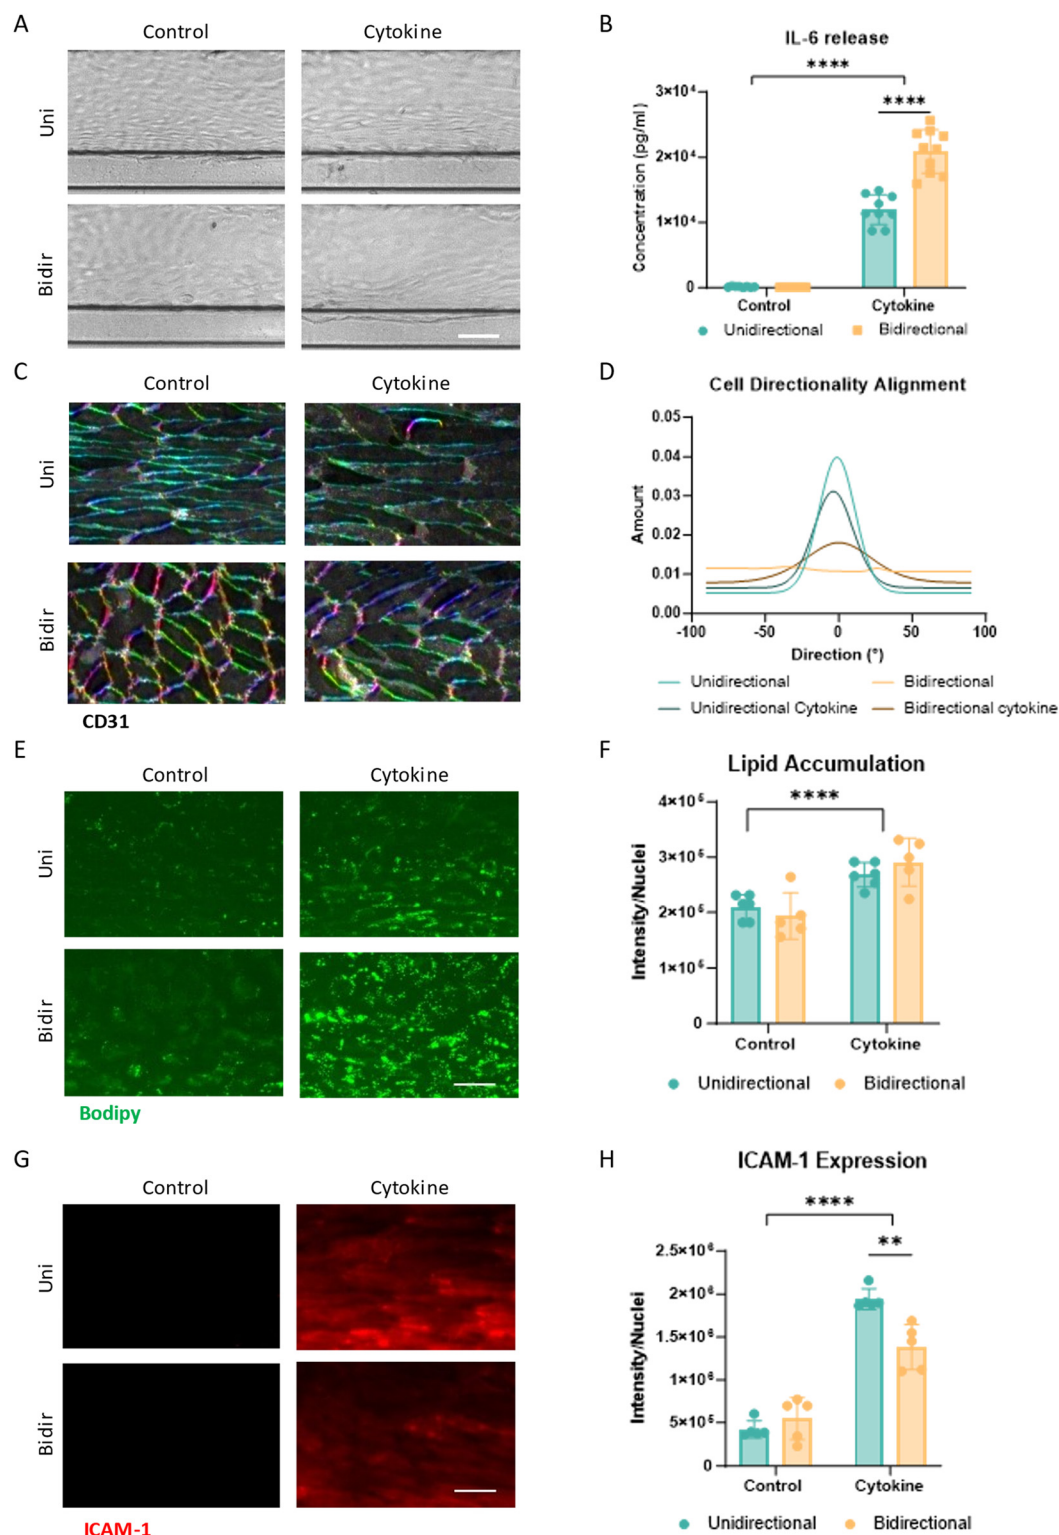 A
Control
Cytokine
Uni
Bidir
B
IL-6 release
****
****
Concentration (pg/ml)
3×10⁴
2×10⁴
1×10⁴
0
Control
Cytokine
Unidirectional
Bidirectional
C
Control
Cytokine
Uni
Bidir
CD31
D
Cell Directionality Alignment
Amount
0.05
0.04
0.03
0.02
0.01
0.00
-100
-50
0
50
100
Direction (°)
Unidirectional
Bidirectional
Unidirectional Cytokine
Bidirectional cytokine
E
Control
Cytokine
Uni
Bidir
Bodipy
F
Lipid Accumulation
****
Intensity/Nuclei
4×10⁵
3×10⁵
2×10⁵
1×10⁵
0
Control
Cytokine
Unidirectional
Bidirectional
G
Control
Cytokine
Uni
Bidir
ICAM-1
H
ICAM-1 Expression
****
**
Intensity/Nuclei
2.5×10⁶
2×10⁶
1.5×10⁶
1×10⁶
5×10⁵
0
Control
Cytokine
Unidirectional
Bidirectional